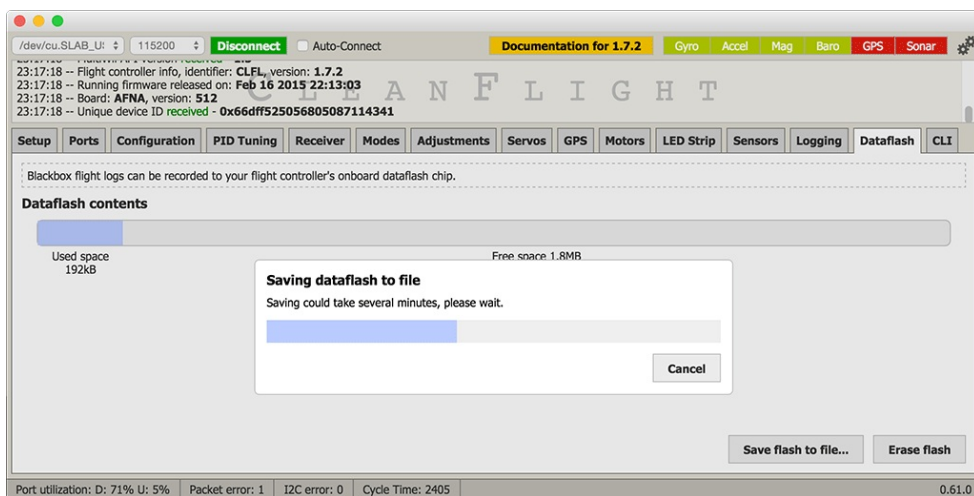 /dev/cu.SLAB_U: 115200 Disconnect Auto-Connect Documentation for 1.7.2 Gyro Accel Mag Baro GPS Sonar
23:17:18 -- Flight controller info, identifier: CLFL, version: 1.7.2
23:17:18 -- Running firmware released on: Feb 16 2015 22:13:03
23:17:18 -- Board: AFNA, version: 512
23:17:18 -- Unique device ID received - 0x66dff525056805087114341
CLEANFLIGHT
Setup Ports Configuration PID Tuning Receiver Modes Adjustments Servos GPS Motors LED Strip Sensors Logging Dataflash CLI
Blackbox flight logs can be recorded to your flight controller's onboard dataflash chip.
Dataflash contents
Used space
192kB
Free space 1.8MB
Saving dataflash to file
Saving could take several minutes, please wait.
Cancel
Save flash to file... Erase flash
Port utilization: D: 71% U: 5% Packet error: 1 I2C error: 0 Cycle Time: 2405 0.61.0